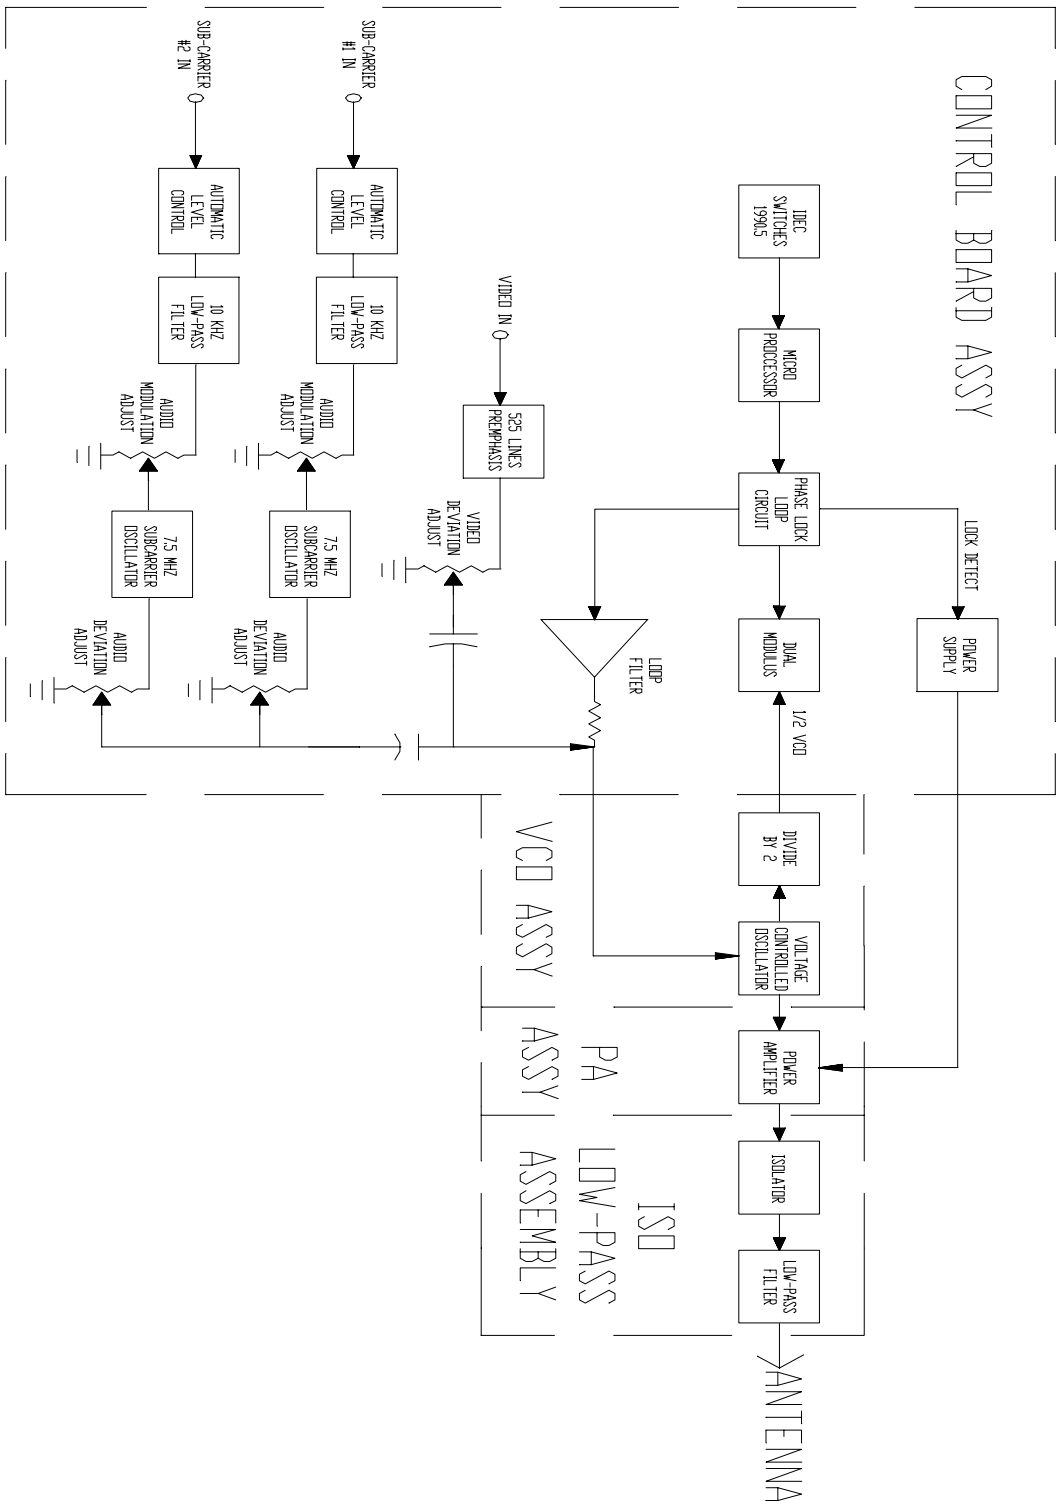 CONTROL BOARD ASSY
IDEC
SWITCHES
1990.5
MICRO
PROCCESSOR
PHASE LOCK
LOOP
CIRCUIT
LOCK DETECT
POWER
SUPPLY
DUAL
MODULUS
1/2 VCO
LOOP
FILTER
VIDEO IN
525 LINES
PREMPHASIS
VIDEO
DEVIATION
ADJUST
SUB-CARRIER
#1 IN
AUTOMATIC
LEVEL
CONTROL
10 KHZ
LOW-PASS
FILTER
AUDIO
MODULATION
ADJUST
7.5 MHZ
SUBCARRIER
OSCILLATOR
AUDIO
DEVIATION
ADJUST
SUB-CARRIER
#2 IN
AUTOMATIC
LEVEL
CONTROL
10 KHZ
LOW-PASS
FILTER
AUDIO
MODULATION
ADJUST
7.5 MHZ
SUBCARRIER
OSCILLATOR
AUDIO
DEVIATION
ADJUST
DIVIDE
BY 2
VOLTAGE
CONTROLLED
OSCILLATOR
VCO ASSY
POWER
AMPLIFIER
PA
ASSY
ISOLATOR
LOW-PASS
FILTER
ISO
LOW-PASS
ASSEMBLY
ANTENNA